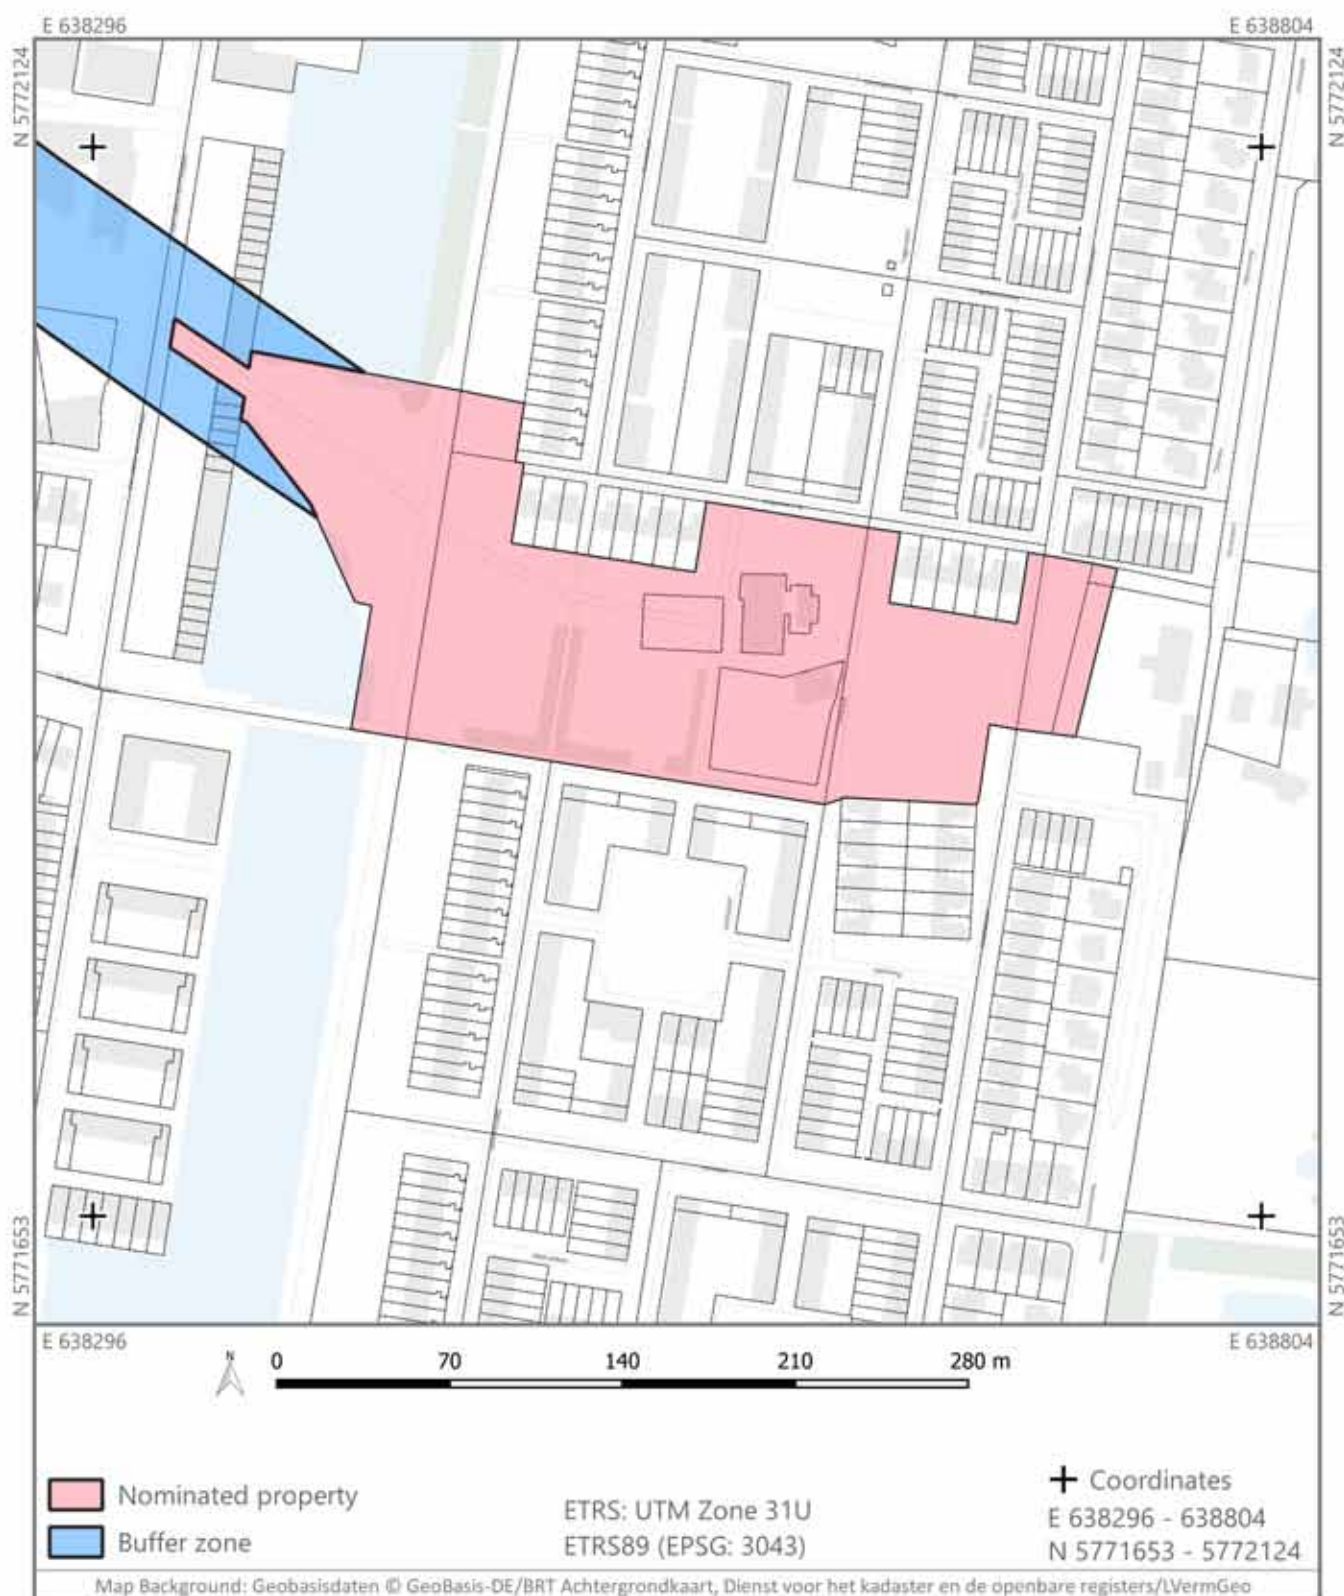 E 638296
E 638804
N 5772124
N 5772124
N 5771653
N 5771653
E 638296
E 638804
N
0 70 140 210 280 m
Nominated property
Buffer zone
ETRS: UTM Zone 31U
ETRS89 (EPSG: 3043)
Coordinates
E 638296 - 638804
N 5771653 - 5772124
Map Background: Geobasisdaten © GeoBasis-DE/BRT Achtergrondkaart, Dienst voor het kadaster en de openbare registers/LVermGeo